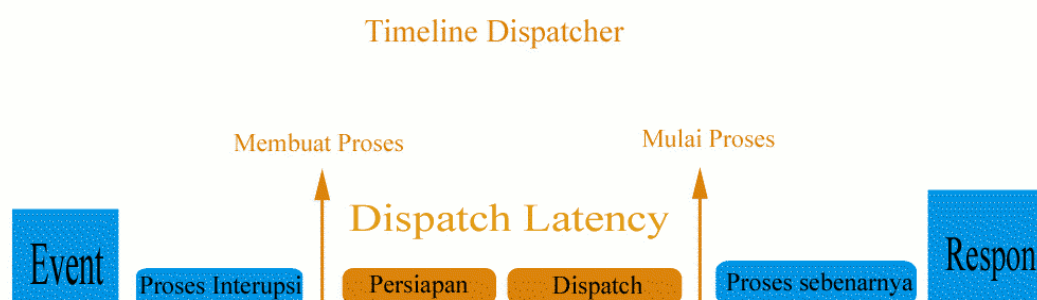 Timeline Dispatcher
Membuat Proses
Mulai Proses
Dispatch Latency
Event
Proses Interupsi
Persiapan
Dispatch
Proses sebenarnya
Respon